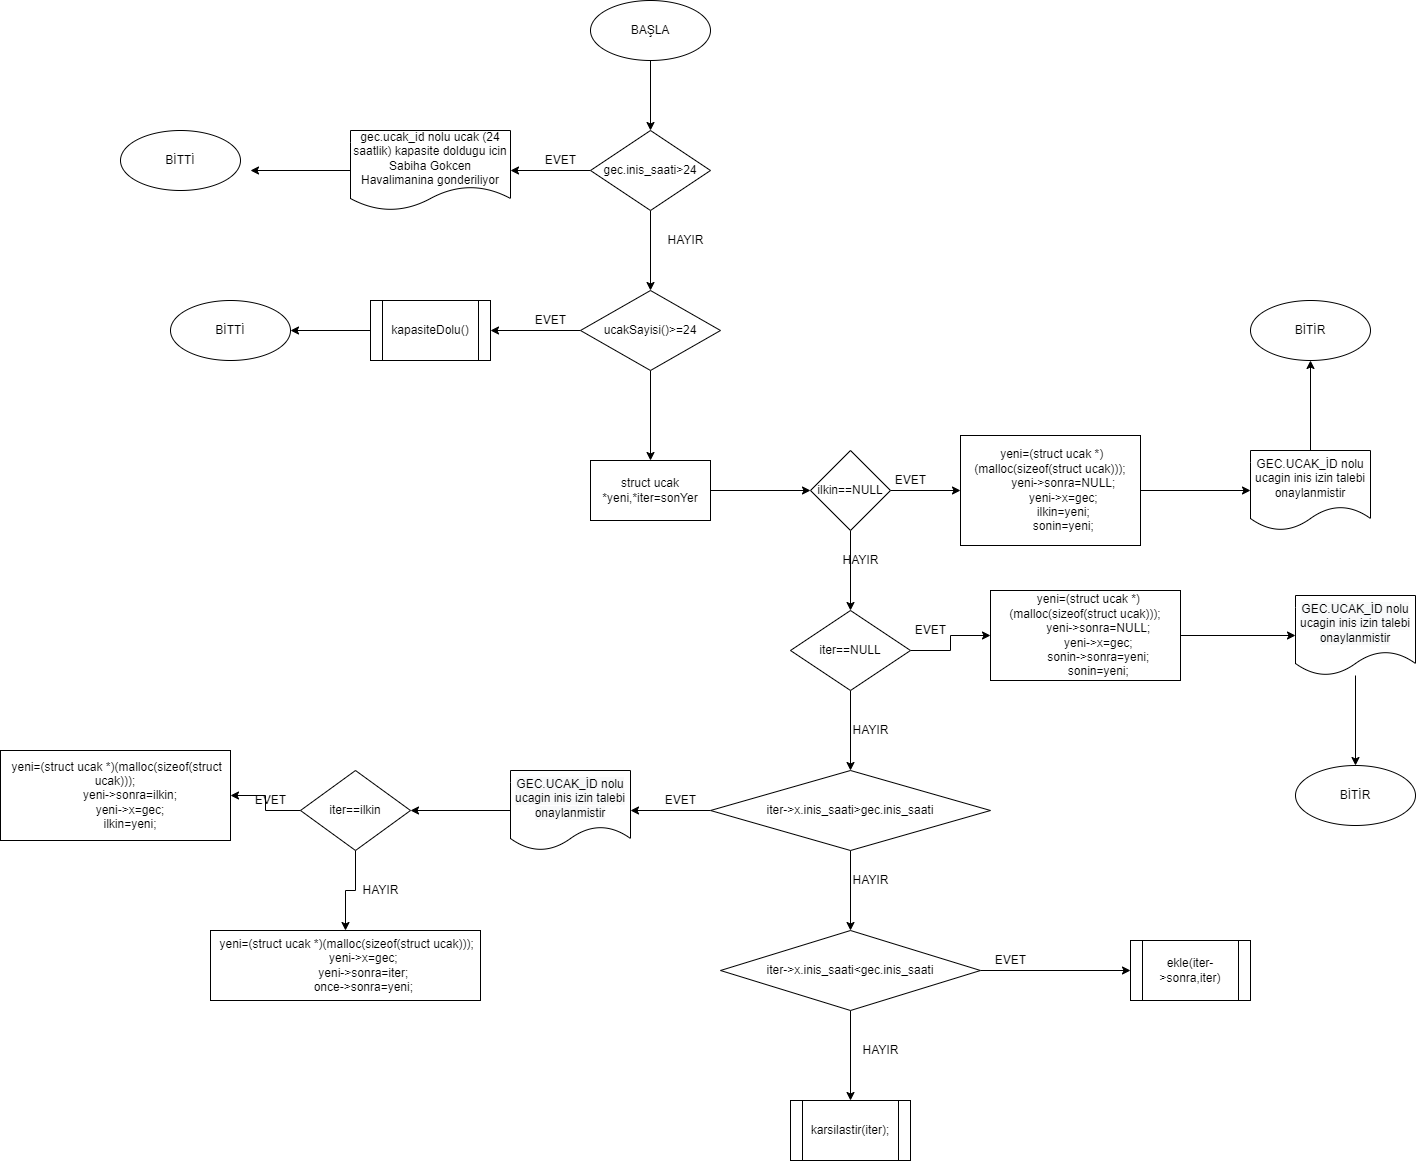 BAŞLA
gec.ucak_id nolu ucak (24
saatlik) kapasite doldugu icin
Sabiha Gokcen
Havalimanina gonderiliyor
BİTTİ
EVET
gec.inis_saati>24
HAYIR
BİTTİ
kapasiteDolu()
EVET
ucakSayisi()>=24
BİTİR
struct ucak
*yeni,*iter=sonYer
ilkin==NULL
EVET
yeni=(struct ucak *)
(malloc(sizeof(struct ucak)));
yeni->sonra=NULL;
yeni->x=gec;
ilkin=yeni;
sonin=yeni;
GEC.UCAK_İD nolu
ucagin inis izin talebi
onaylanmistir
HAYIR
iter==NULL
EVET
yeni=(struct ucak *)
(malloc(sizeof(struct ucak)));
yeni->sonra=NULL;
yeni->x=gec;
sonin->sonra=yeni;
sonin=yeni;
GEC.UCAK_İD nolu
ucagin inis izin talebi
onaylanmistir
HAYIR
BİTİR
yeni=(struct ucak *)(malloc(sizeof(struct
ucak)));
yeni->sonra=ilkin;
yeni->x=gec;
ilkin=yeni;
EVET
iter==ilkin
GEC.UCAK_İD nolu
ucagin inis izin talebi
onaylanmistir
EVET
iter->x.inis_saati>gec.inis_saati
HAYIR
HAYIR
yeni=(struct ucak *)(malloc(sizeof(struct ucak)));
yeni->x=gec;
yeni->sonra=iter;
once->sonra=yeni;
iter->x.inis_saati<gec.inis_saati
EVET
ekle(iter-
>sonra,iter)
HAYIR
karsilastir(iter);